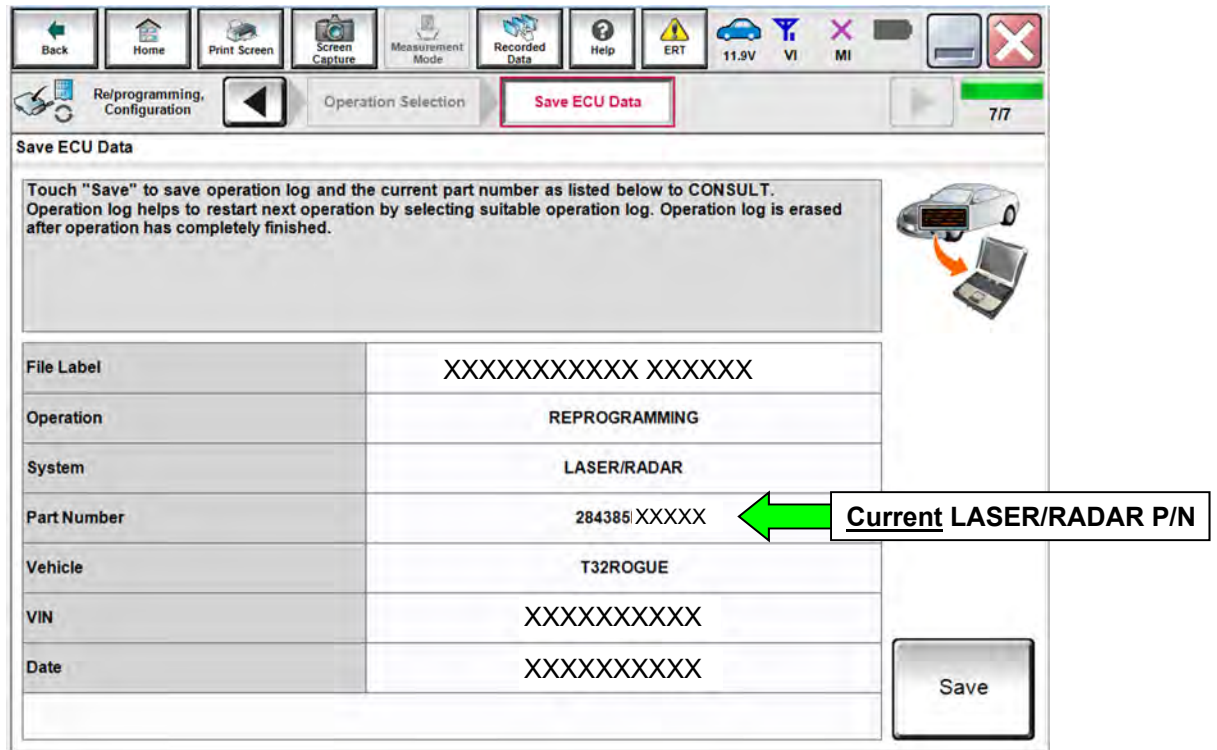 Back
Home
Print Screen
Screen
Capture
Measurement
Mode
Recorded
Data
Help
ERT
11.9V
VI
MI
Re/programming,
Configuration
Operation Selection
Save ECU Data
7/7
Save ECU Data
Touch "Save" to save operation log and the current part number as listed below to CONSULT.
Operation log helps to restart next operation by selecting suitable operation log. Operation log is erased
after operation has completely finished.
File Label
XXXXXXXXXXX XXXXXX
Operation
REPROGRAMMING
System
LASER/RADAR
Part Number
284385 XXXXX
Current LASER/RADAR P/N
Vehicle
T32ROGUE
VIN
XXXXXXXXXX
Date
XXXXXXXXXX
Save